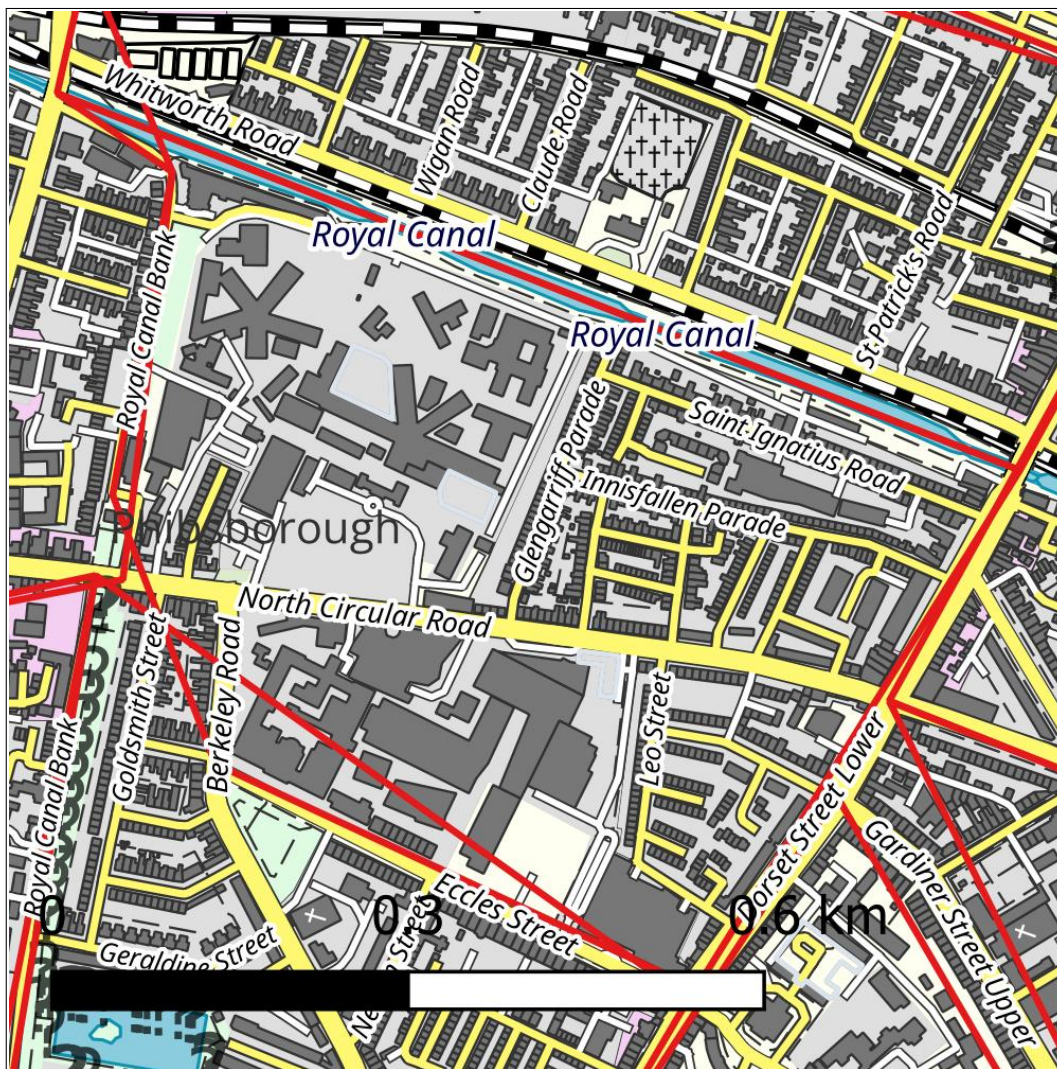 Whitworth Road
Wigan Road
Claude Road
Royal Canal
Royal Canal
St Patrick's Road
Royal Canal Bank
Saint Ignatius Road
Glengarriff Parade
Innisfallen Parade
Phibsborough
North Circular Road
Goldsmith Street
Berkeley Road
Leo Street
Royal Canal Bank
Dorset Street Lower
Gardiner Street Upper
Eccles Street
Geraldine Street
0
0.3
0.6 km